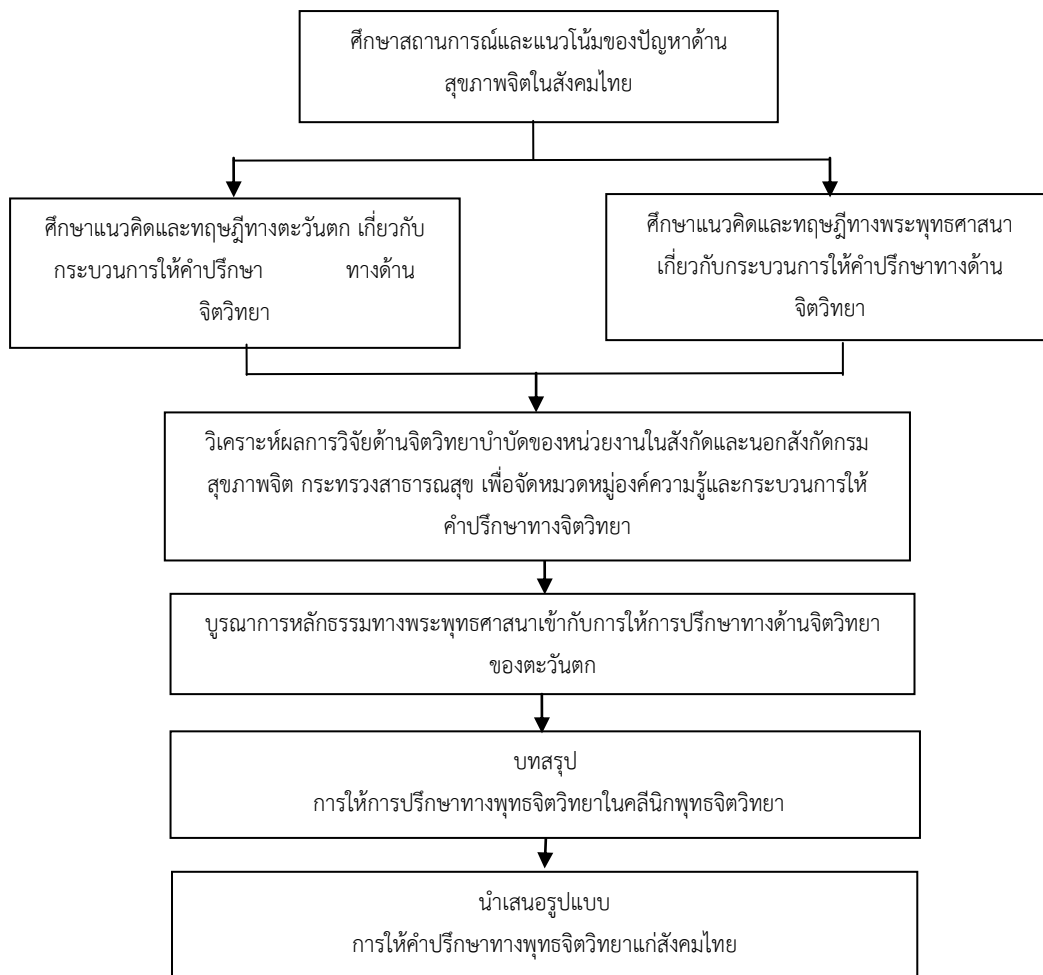 ศึกษาสถานการณ์และแนวโน้มของปัญหาด้าน
สุขภาพจิตในสังคมไทย
ศึกษาแนวคิดและทฤษฎีทางตะวันตก เกี่ยวกับ
กระบวนการให้คำปรึกษา ทางด้าน
จิตวิทยา
ศึกษาแนวคิดและทฤษฎีทางพระพุทธศาสนา
เกี่ยวกับกระบวนการให้คำปรึกษาทางด้าน
จิตวิทยา
วิเคราะห์ผลการวิจัยด้านจิตวิทยาบำบัดของหน่วยงานในสังกัดและนอกสังกัดกรม
สุขภาพจิต กระทรวงสาธารณสุข เพื่อจัดหมวดหมู่องค์ความรู้และกระบวนการให้
คำปรึกษาทางจิตวิทยา
บูรณาการหลักธรรมทางพระพุทธศาสนาเข้ากับการให้การปรึกษาทางด้านจิตวิทยา
ของตะวันตก
บทสรุป
การให้การปรึกษาทางพุทธจิตวิทยาในคลีนิกพุทธจิตวิทยา
นำเสนอรูปแบบ
การให้คำปรึกษาทางพุทธจิตวิทยาแก่สังคมไทย